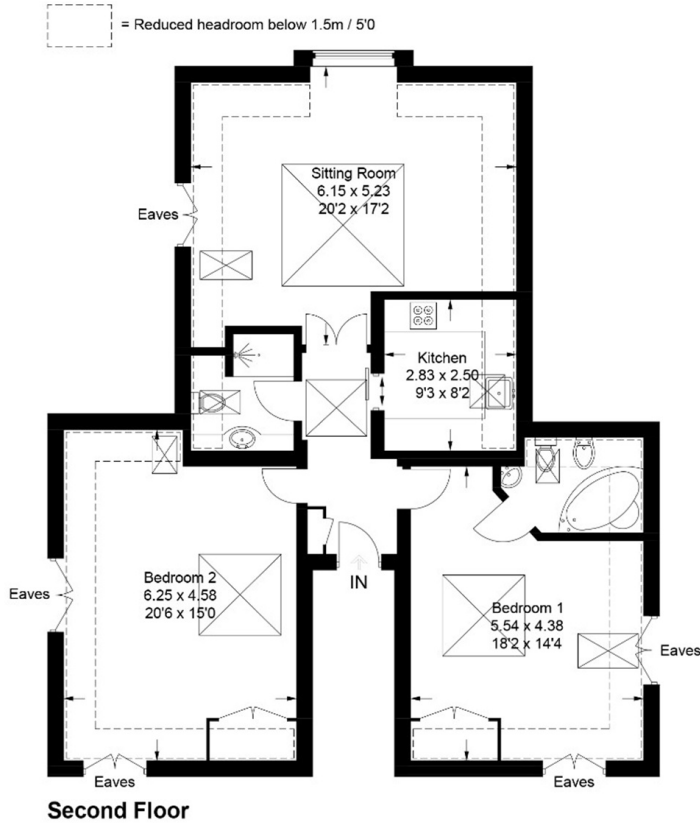 = Reduced headroom below 1.5m / 5'0
Sitting Room
6.15 x 5.23
20'2 x 17'2
Eaves
Kitchen
2.83 x 2.50
9'3 x 8'2
IN
Bedroom 2
6.25 x 4.58
20'6 x 15'0
Eaves
Bedroom 1
5.54 x 4.38
18'2 x 14'4
Eaves
Eaves
Eaves
Second Floor